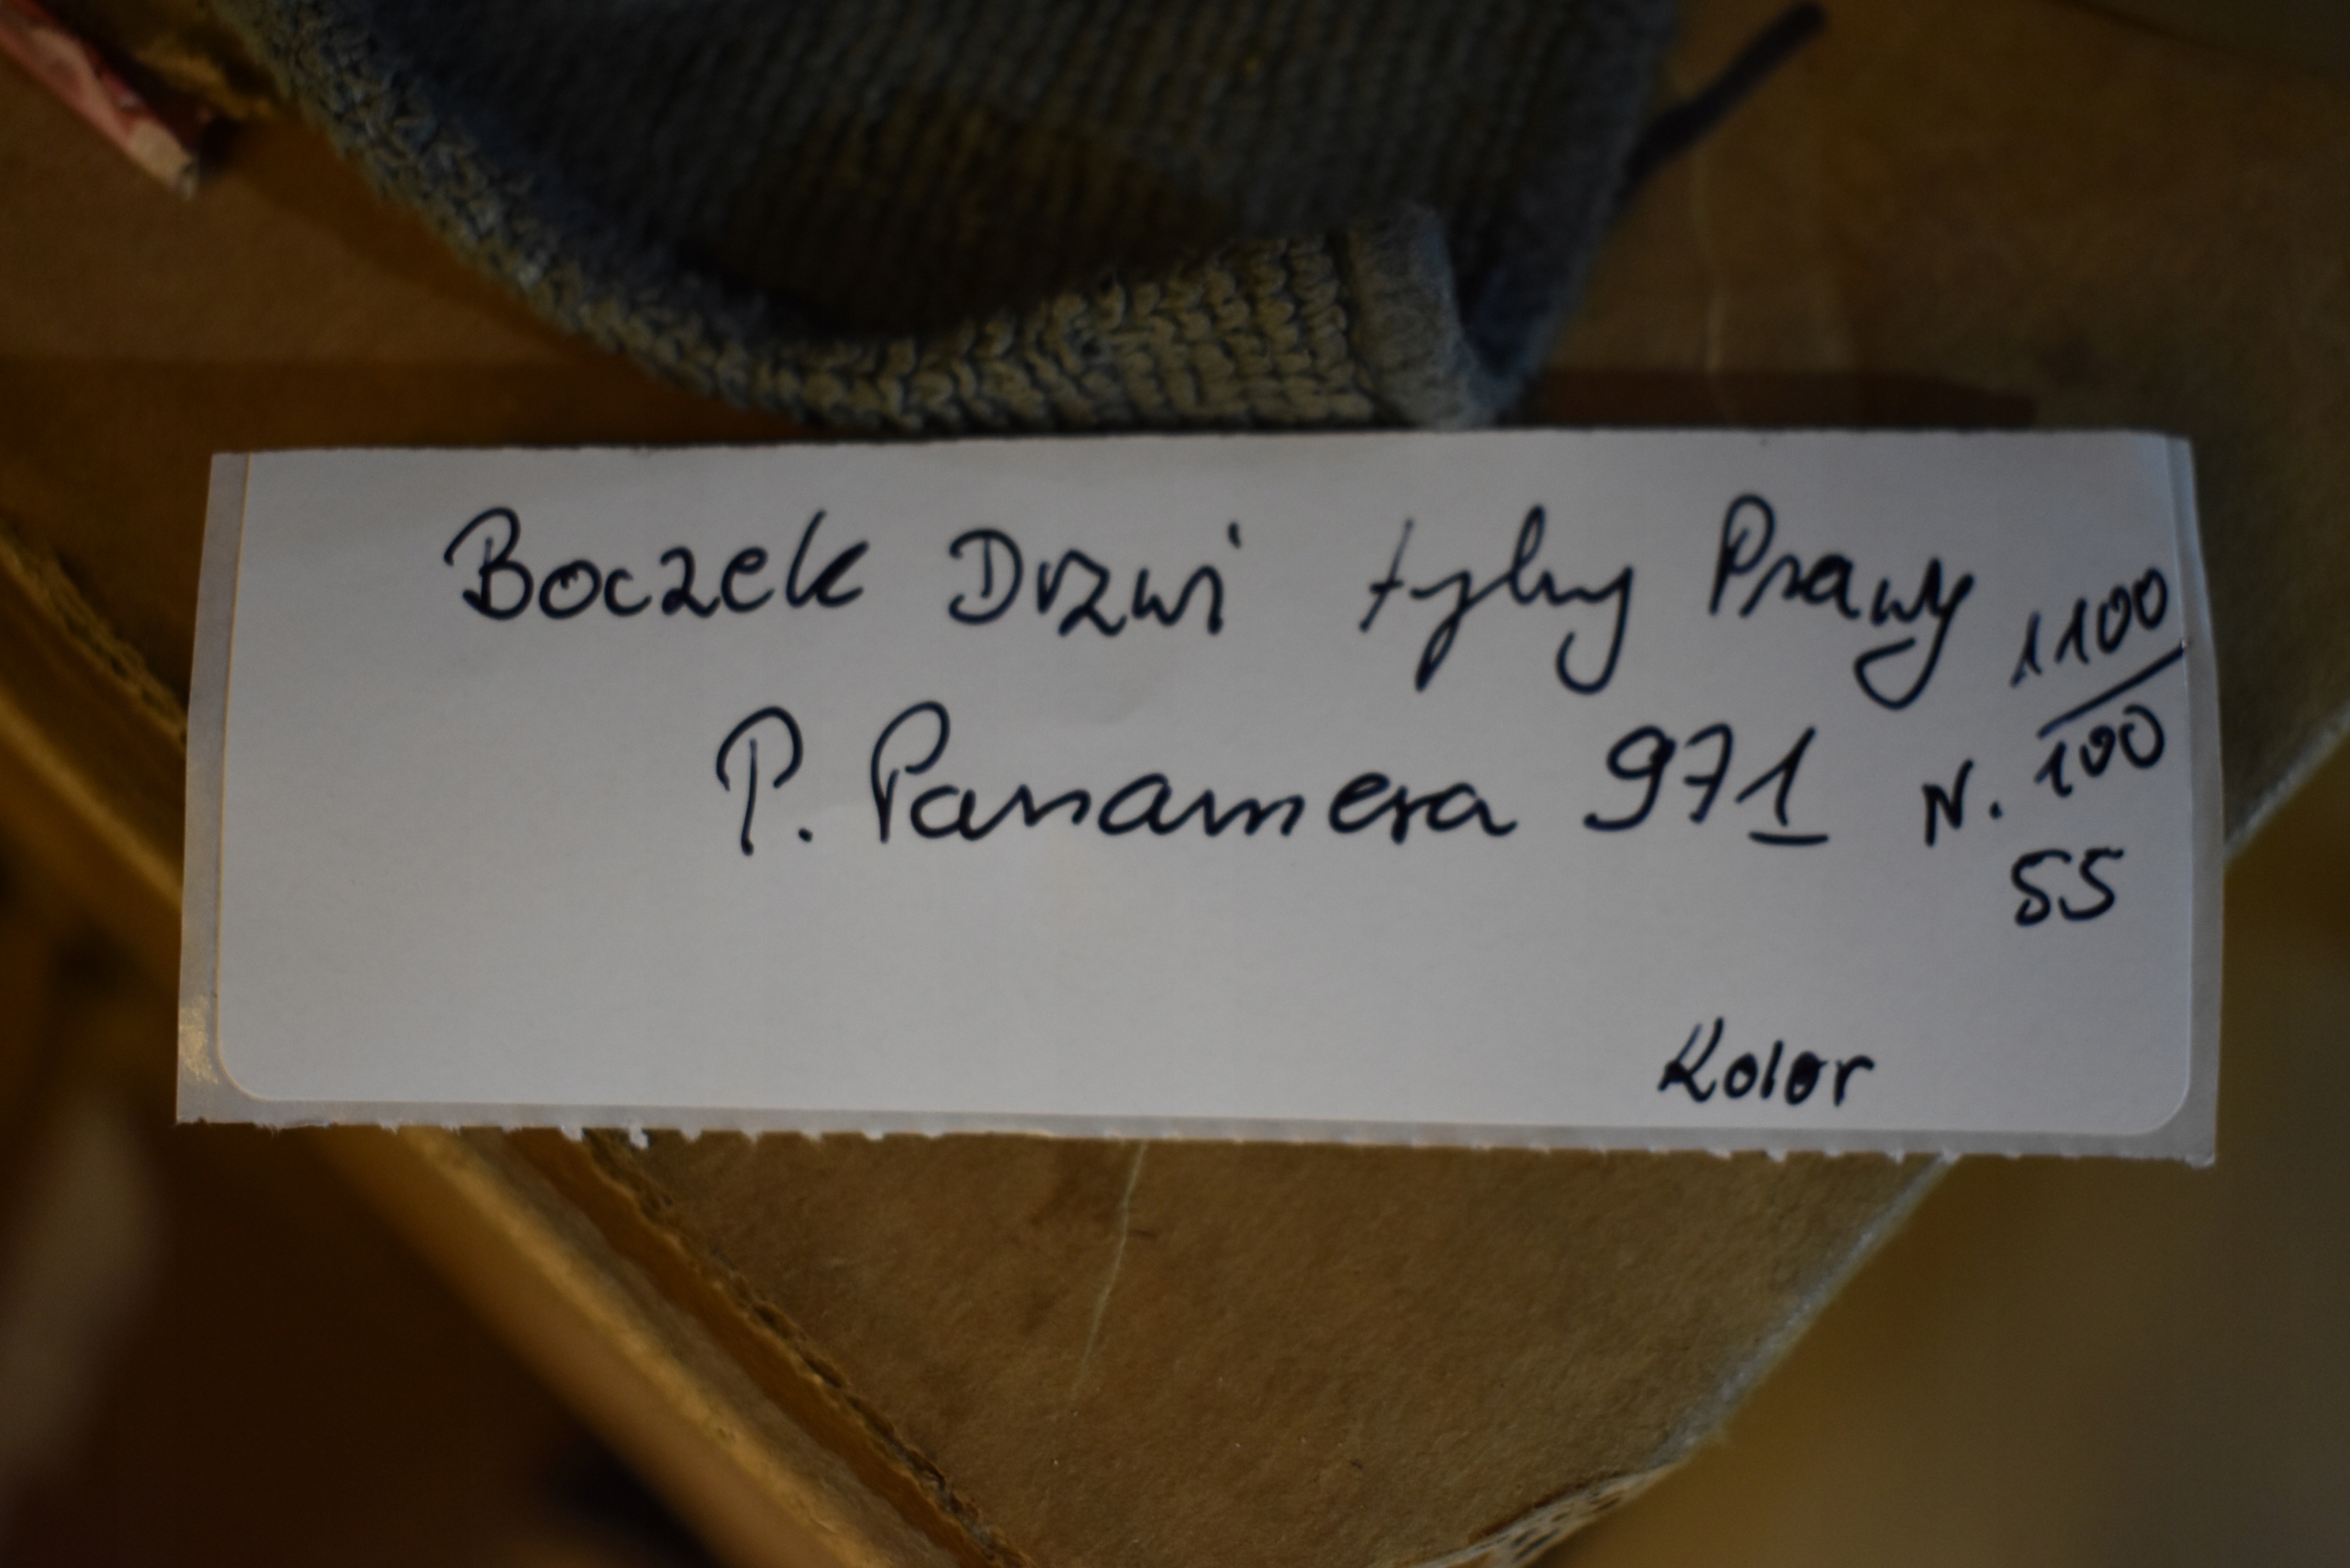 Boczek Drzwi tylny Prawy
P. Panamera 971
1100
N. 100
55
Kolor